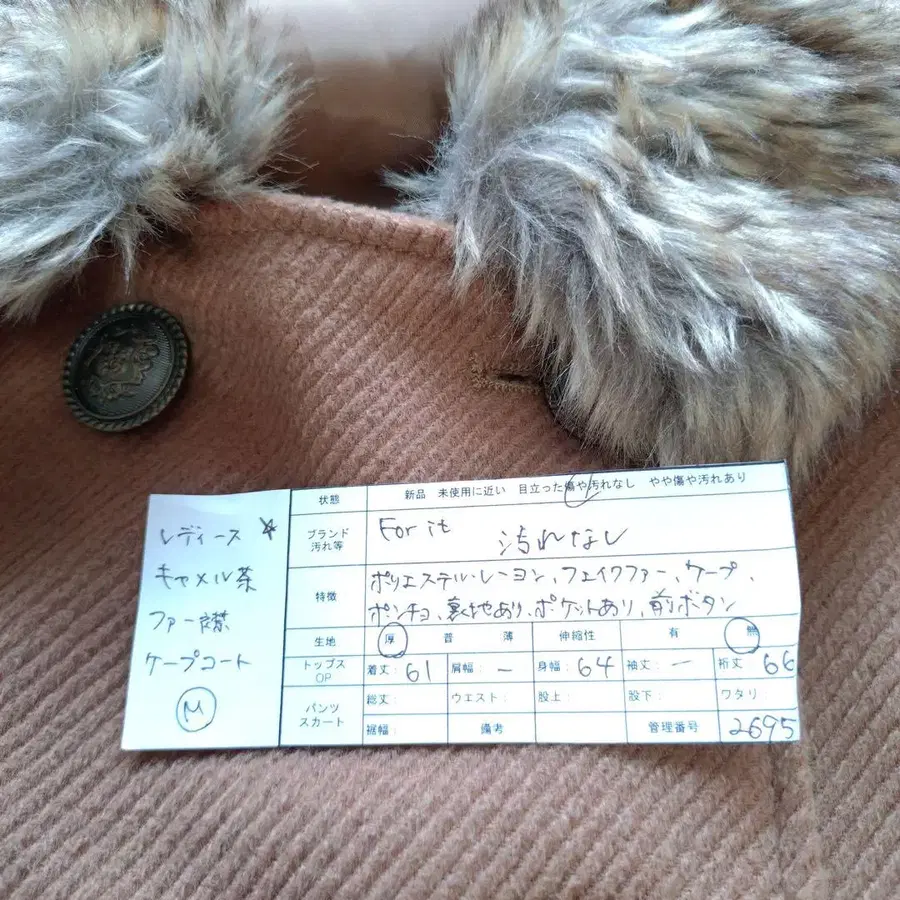 レディース ☆
キャメル茶
ファー襟
ケープコート
M
状態 新品 未使用に近い 目立った傷や汚れなし やや傷や汚れあり
ブランド 汚れ等 For it 汚れなし
特徴 ポリエステル・レーヨン、フェイクファー、ケープ、
ポンチョ、裏地あり、ポケットあり、前ボタン
生地 厚 普 薄 伸縮性 有 無
トップス OP 着丈: 61 肩幅: ー 身幅: 64 袖丈: ー 裄丈: 66
パンツ スカート 総丈: ウエスト: 股上: 股下: ワタリ:
裾幅: 備考 管理番号 2695